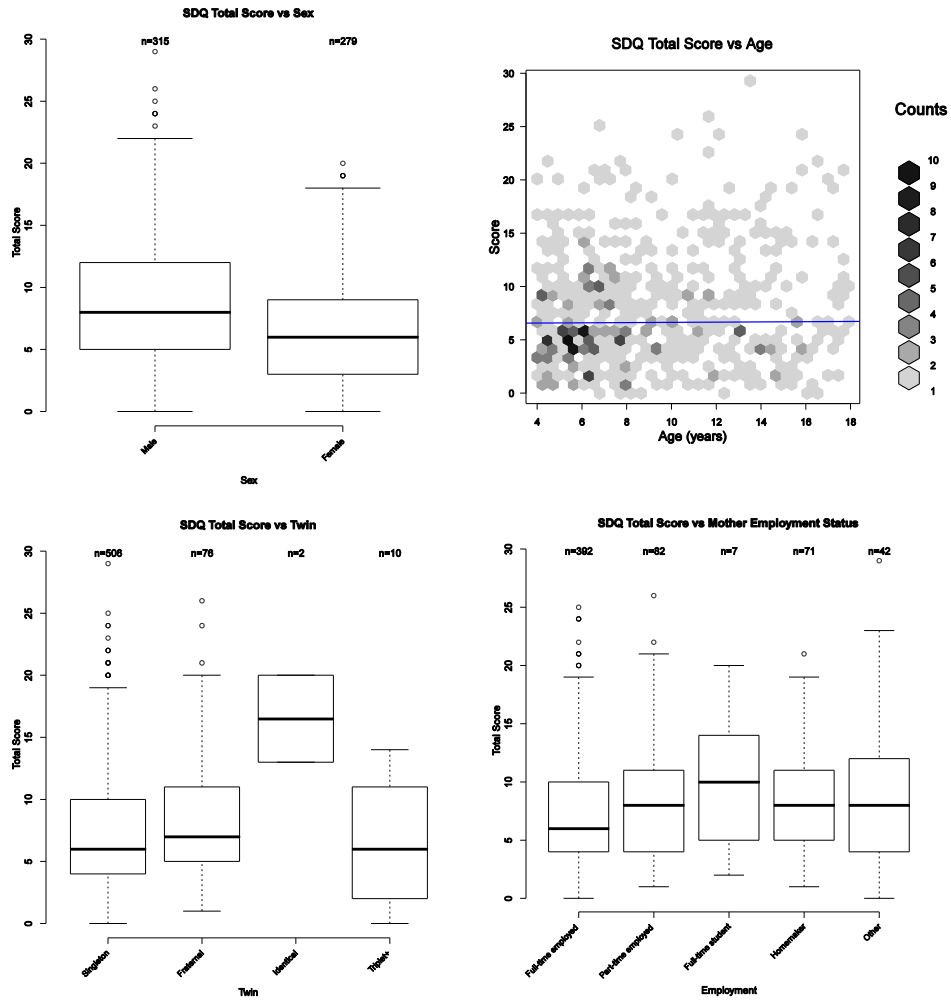 SDQ Total Score vs Sex
n=315 n=279
30
25
20
15
10
5
0
Total Score
Male Female
Sex
SDQ Total Score vs Age
30
25
20
15
10
5
0
Score
4 6 8 10 12 14 16 18
Age (years)
Counts
10
9
8
7
6
5
4
3
2
1
SDQ Total Score vs Twin
n=506 n=76 n=2 n=10
30
25
20
15
10
5
0
Total Score
Singleton Fraternal Identical Triplet+
Twin
SDQ Total Score vs Mother Employment Status
n=392 n=82 n=7 n=71 n=42
30
25
20
15
10
5
0
Total Score
Full-time employed Part-time employed Full-time student Homemaker Other
Employment